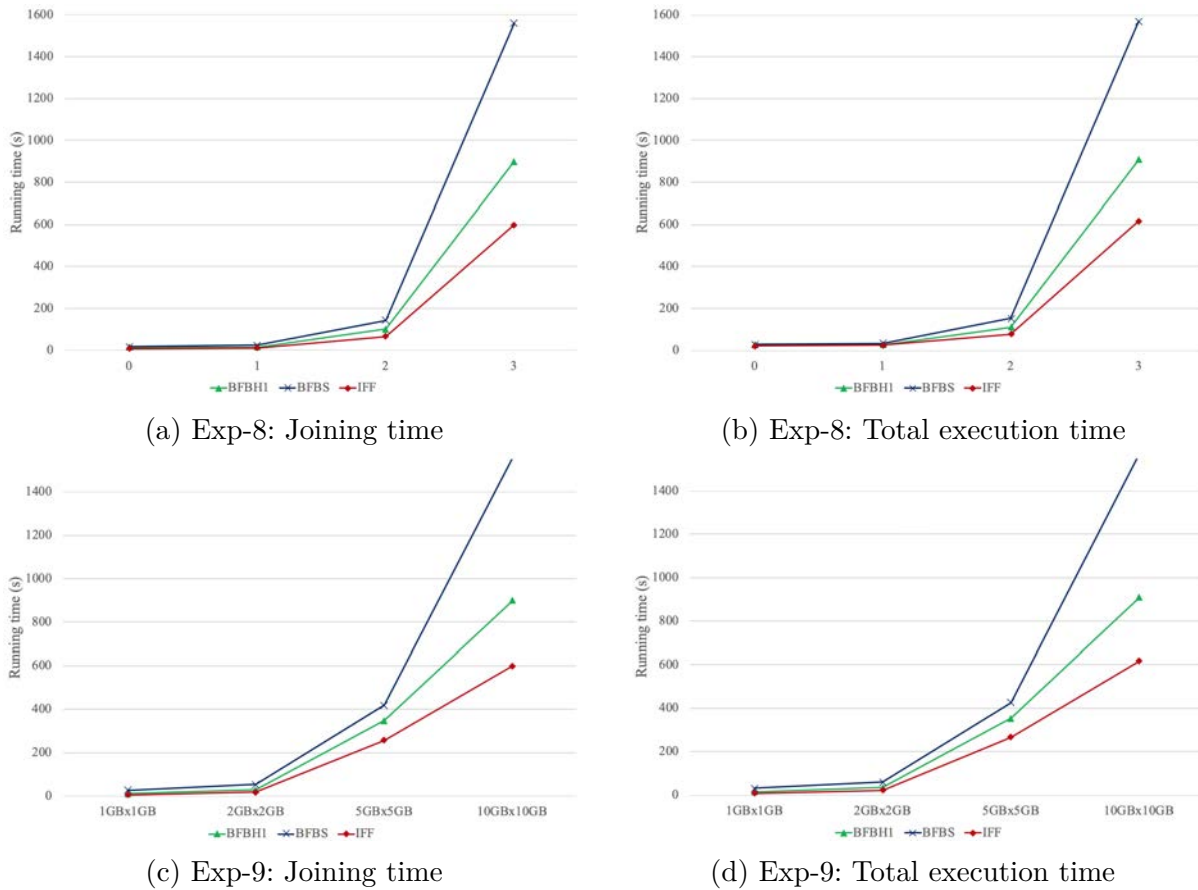 1600
1400
1200
1000
800
600
400
200
0
Running time (s)
0 1 2 3
BFBH1 BFBS IFF
(a) Exp-8: Joining time
1600
1400
1200
1000
800
600
400
200
0
Running time (s)
0 1 2 3
BFBH1 BFBS IFF
(b) Exp-8: Total execution time
1400
1200
1000
800
600
400
200
0
Running time (s)
1GBx1GB 2GBx2GB 5GBx5GB 10GBx10GB
BFBH1 BFBS IFF
(c) Exp-9: Joining time
1400
1200
1000
800
600
400
200
0
Running time (s)
1GBx1GB 2GBx2GB 5GBx5GB 10GBx10GB
BFBH1 BFBS IFF
(d) Exp-9: Total execution time